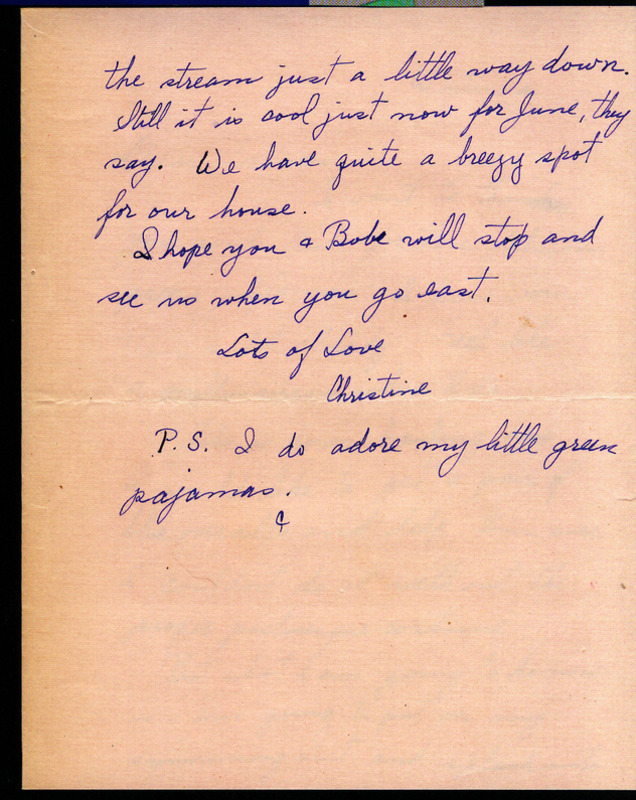 the stream just a little way down.
Still it is cool just now for June, they
say. We have quite a breezy spot
for our house.
I hope you & Bobe will stop and
see us when you go east.
Lots of Love
Christine
P.S. I do adore my little green
pajamas.
C